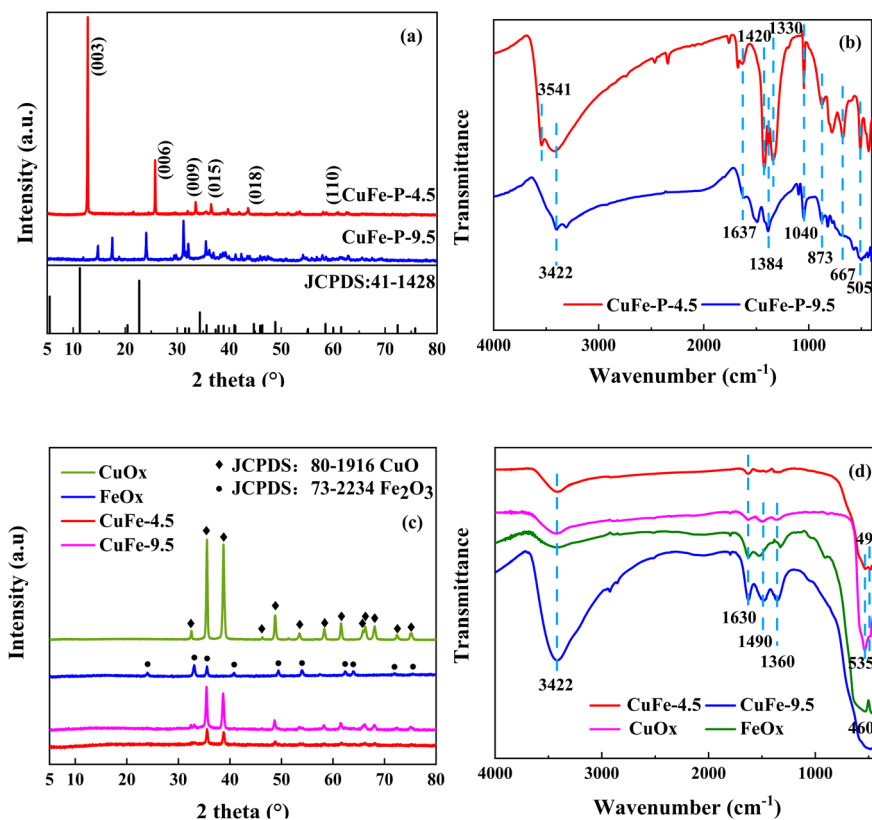 (a)
(003)
(006)
(009)
(015)
(018)
(110)
CuFe-P-4.5
CuFe-P-9.5
JCPDS:41-1428
Intensity (a.u.)
5 10 20 30 40 50 60 70 80
2 theta (°)
(b)
1420 1330
3541
1637
1384
1040
873
667
505
3422
CuFe-P-4.5
CuFe-P-9.5
Transmittance
4000 3000 2000 1000
Wavenumber (cm⁻¹)
CuOx
FeOx
CuFe-4.5
CuFe-9.5
◆ JCPDS: 80-1916 CuO
● JCPDS: 73-2234 Fe₂O₃
(c)
Intensity (a.u)
5 10 20 30 40 50 60 70 80
2 theta (°)
(d)
49
1630
1490
1360
535
3422
460
CuFe-4.5
CuFe-9.5
CuOx
FeOx
Transmittance
4000 3000 2000 1000
Wavenumber (cm⁻¹)